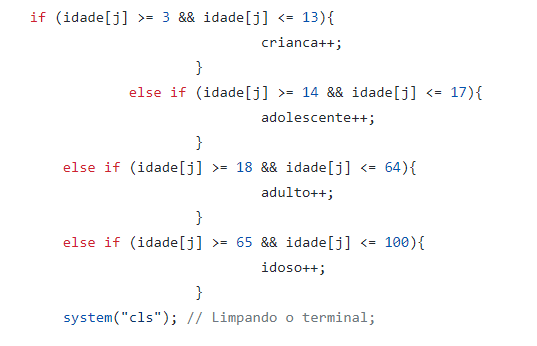 if (idade[j] >= 3 && idade[j] <= 13){
crianca++;
}
else if (idade[j] >= 14 && idade[j] <= 17){
adolescente++;
}
else if (idade[j] >= 18 && idade[j] <= 64){
adulto++;
}
else if (idade[j] >= 65 && idade[j] <= 100){
idoso++;
}
system("cls"); // Limpando o terminal;